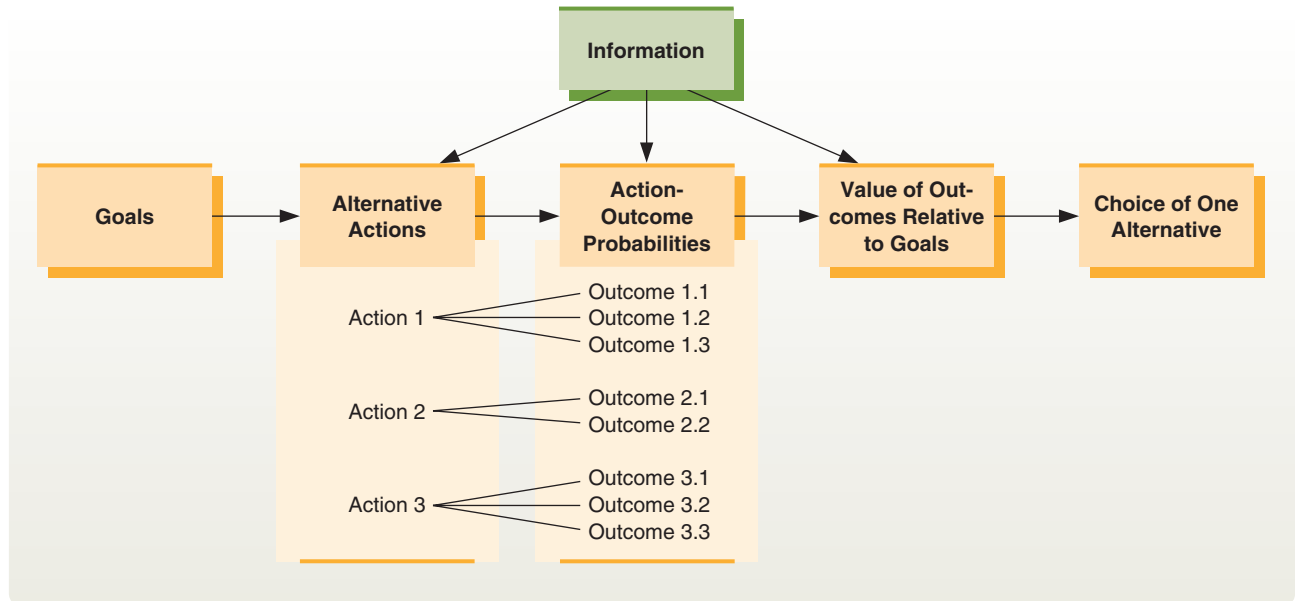 Information
Goals
Alternative
Actions
Action-
Outcome
Probabilities
Value of Out-
comes Relative
to Goals
Choice of One
Alternative
Action 1
Outcome 1.1
Outcome 1.2
Outcome 1.3
Action 2
Outcome 2.1
Outcome 2.2
Action 3
Outcome 3.1
Outcome 3.2
Outcome 3.3